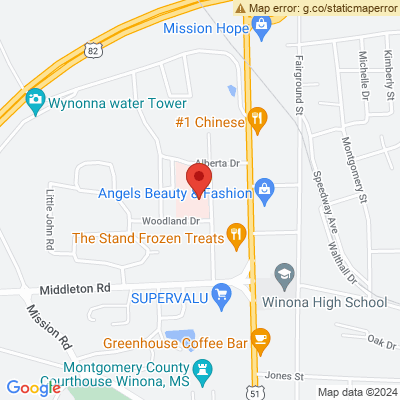 Map error: g.co/staticmaperror
Mission Hope
82
Kimberly St
Michelle Dr
Fairground St
Wynonna water Tower
#1 Chinese
Montgomery St
Alberta Dr
Speedway Ave
Angels Beauty & Fashion
Little John Rd
Woodland Dr
The Stand Frozen Treats
Walthall Dr
Middleton Rd
SUPERVALU
Winona High School
Mission Rd
Greenhouse Coffee Bar
Oak Dr
Montgomery County
Courthouse Winona, MS
Jones St
51
Google
Map data ©2024